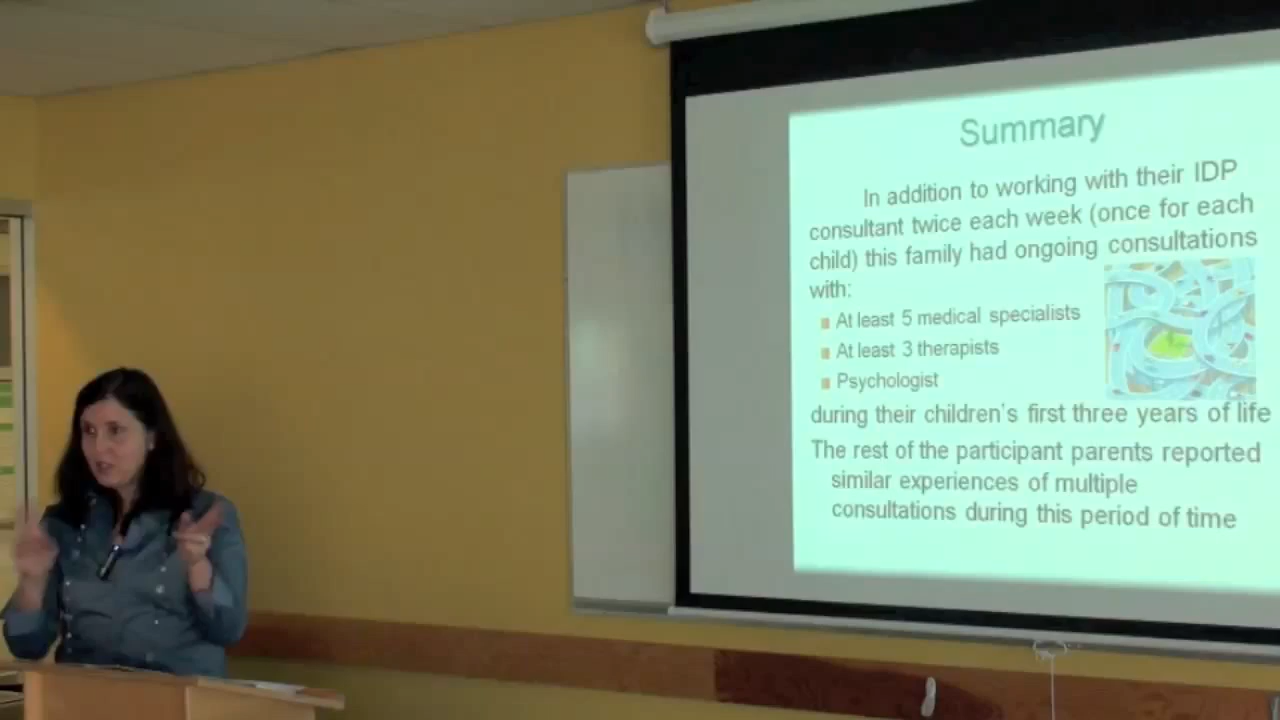 Summary
In addition to working with their IDP
consultant twice each week (once for each
child) this family had ongoing consultations
with:
At least 5 medical specialists
At least 3 therapists
Psychologist
during their children's first three years of life
The rest of the participant parents reported
similar experiences of multiple
consultations during this period of time